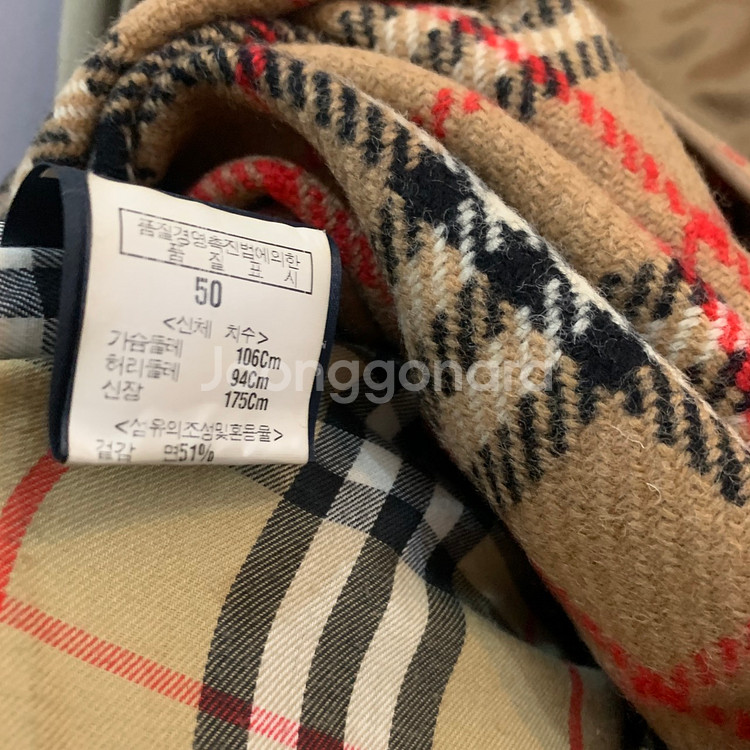 품질경영촉진법에의한
품 질 표 시
50
<신체 치수>
가슴둘레 106Cm
허리둘레 94Cm
신장 175Cm
<섬유의조성및혼용율>
겉감 면51%
Joonggonara